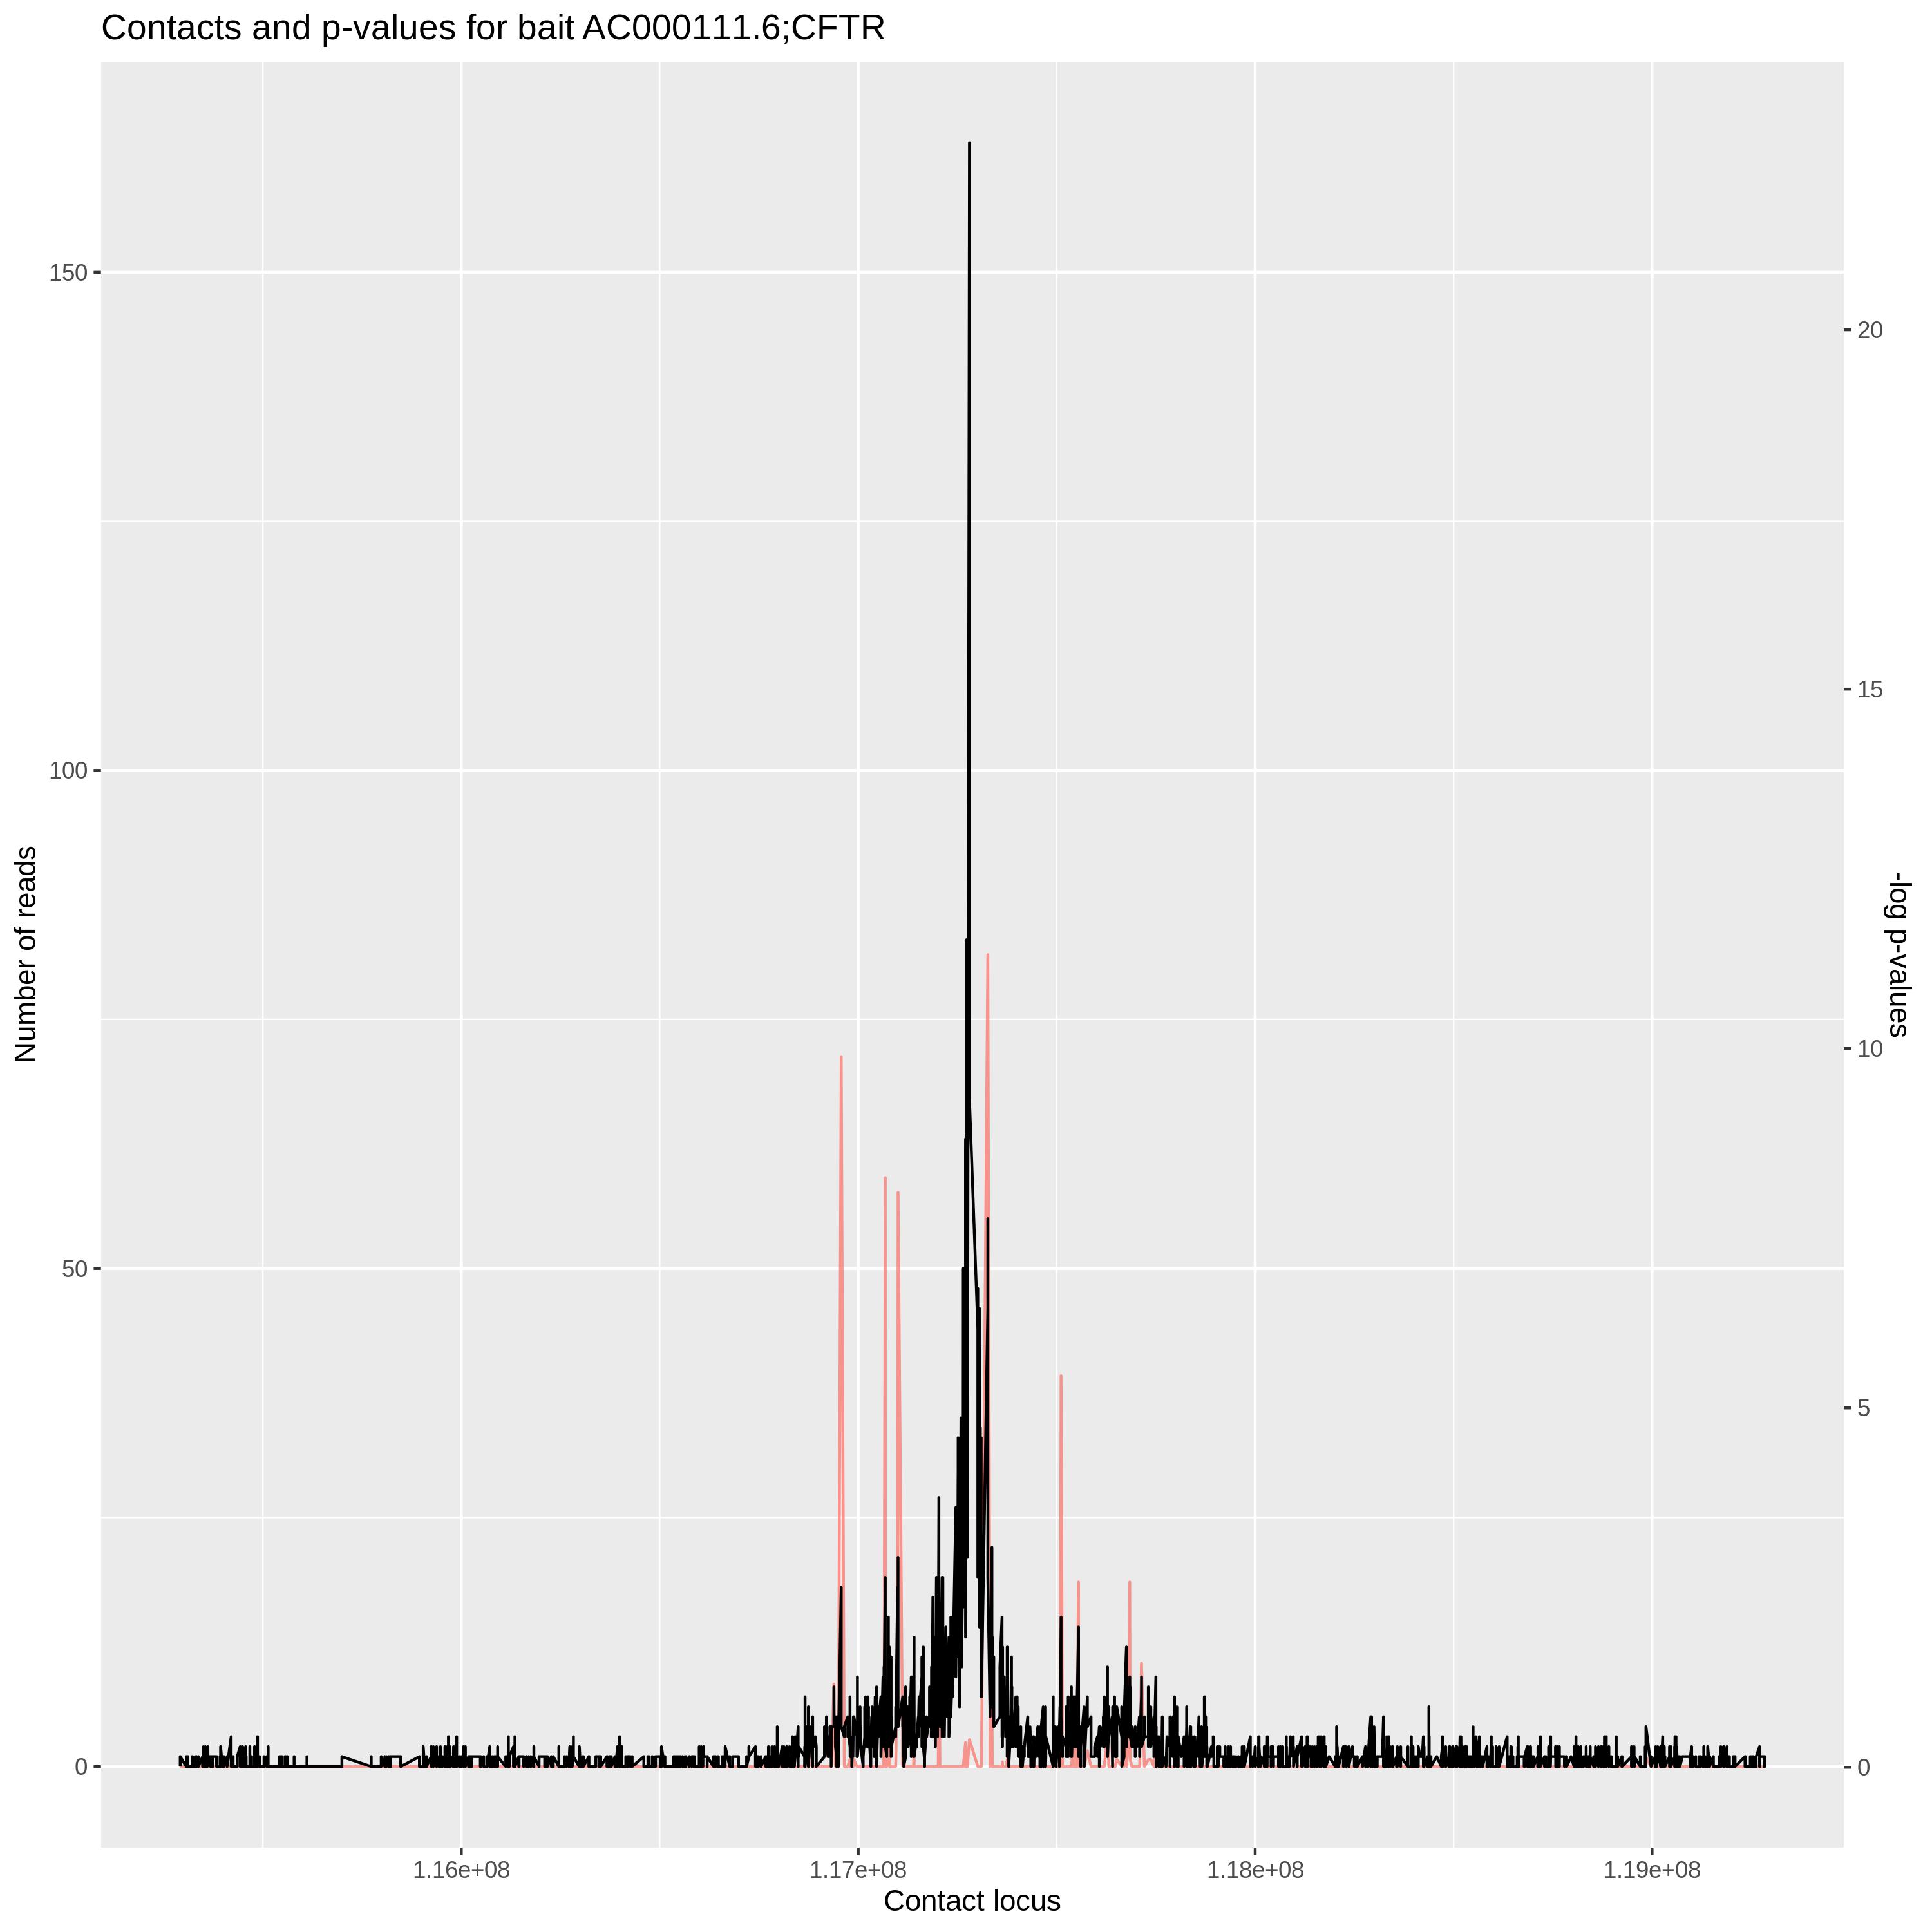 Contacts and p-values for bait AC000111.6;CFTR
150
100
50
0
Number of reads
20
15
10
5
0
-log p-values
1.16e+08
1.17e+08
1.18e+08
1.19e+08
Contact locus